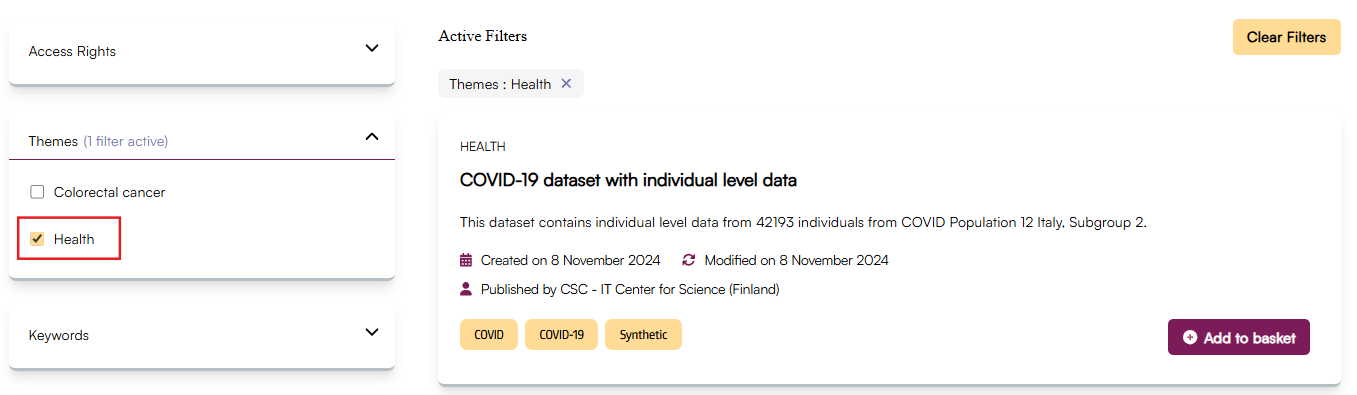 Access Rights
Themes (1 filter active)
Colorectal cancer
Health
Keywords
Active Filters
Clear Filters
Themes : Health ✕
HEALTH
COVID-19 dataset with individual level data
This dataset contains individual level data from 42193 individuals from COVID Population 12 Italy, Subgroup 2.
Created on 8 November 2024 Modified on 8 November 2024
Published by CSC - IT Center for Science (Finland)
COVID COVID-19 Synthetic
Add to basket